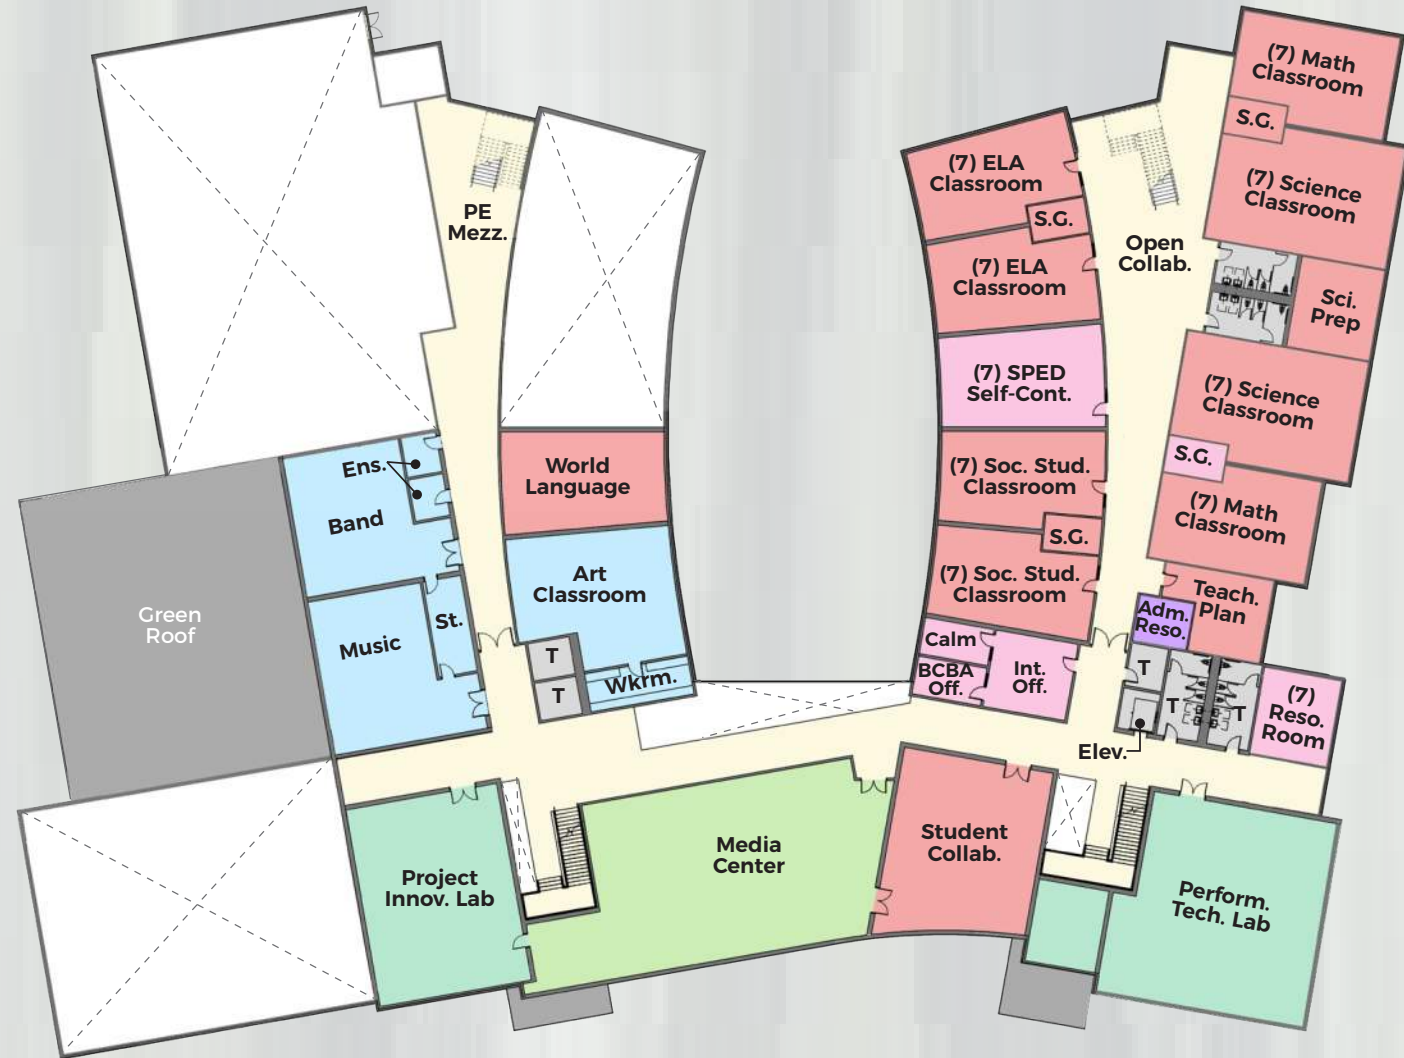 (7) Math
Classroom
S.G.
(7) Science
Classroom
(7) ELA
Classroom
S.G.
PE
Mezz.
Open
Collab.
(7) ELA
Classroom
Sci.
Prep
(7) SPED
Self-Cont.
(7) Science
Classroom
S.G.
Ens.
Band
World
Language
(7) Soc. Stud.
Classroom
S.G.
(7) Math
Classroom
Green
Roof
Music
St.
Art
Classroom
(7) Soc. Stud.
Classroom
Teach.
Plan
Adm.
Reso.
T
T
Wkrm.
Calm
BCBA
Off.
Int.
Off.
T
T
T
(7)
Reso.
Room
Elev.
Project
Innov. Lab
Media
Center
Student
Collab.
Perform.
Tech. Lab